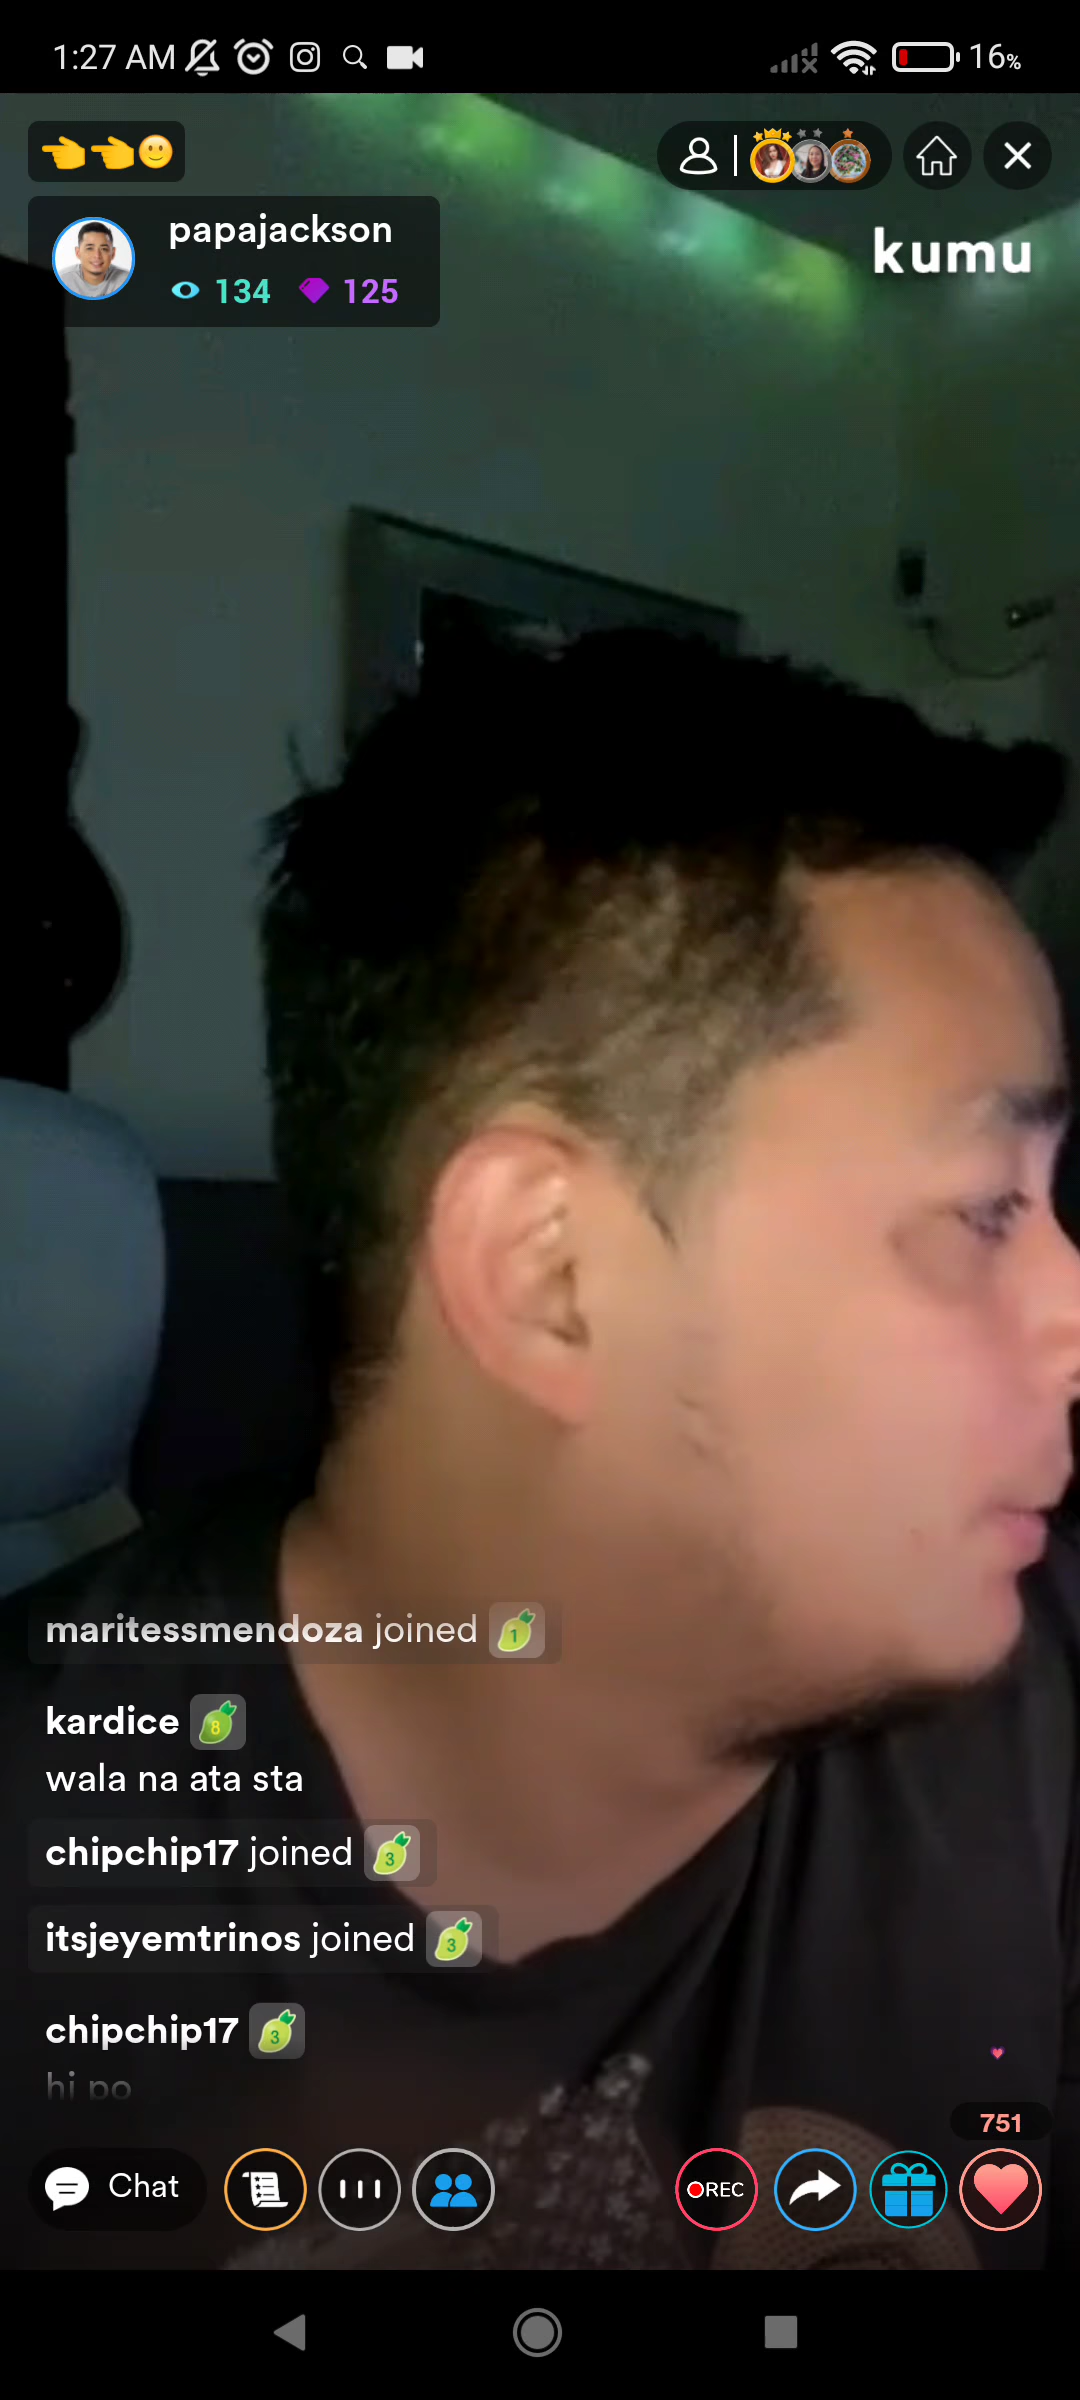 1:27 AM
16%
👈👈🙂
papajackson
134 125
kumu
maritessmendoza joined 1
kardice 8
wala na ata sta
chipchip17 joined 3
itsjeyemtrinos joined 3
chipchip17 3
hi po
751
Chat
REC